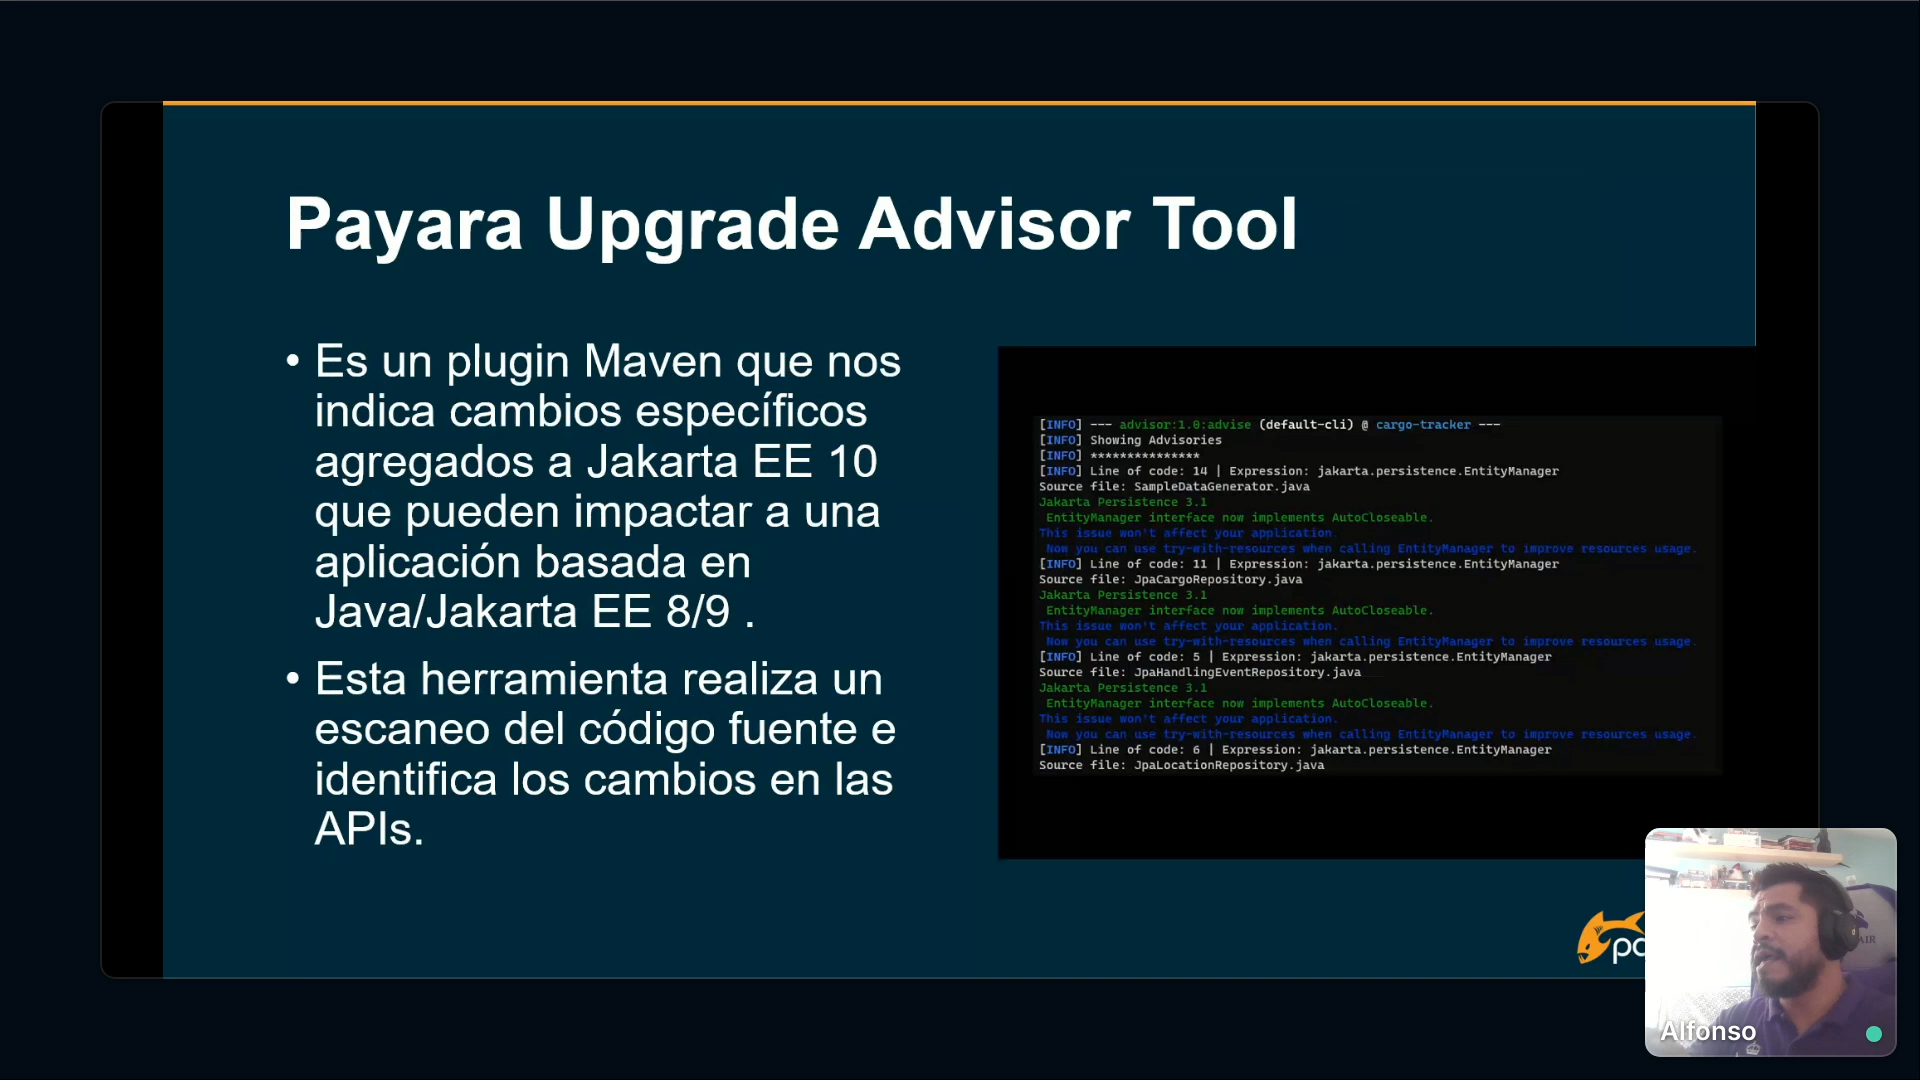 Payara Upgrade Advisor Tool
• Es un plugin Maven que nos
indica cambios específicos
agregados a Jakarta EE 10
que pueden impactar a una
aplicación basada en
Java/Jakarta EE 8/9 .
• Esta herramienta realiza un
escaneo del código fuente e
identifica los cambios en las
APIs.
[INFO] --- advisor:1.0:advise (default-cli) @ cargo-tracker ---
[INFO] Showing Advisories
[INFO] ***************
[INFO] Line of code: 14 | Expression: jakarta.persistence.EntityManager
Source file: SampleDataGenerator.java
Jakarta Persistence 3.1
EntityManager interface now implements AutoCloseable.
This issue won't affect your application.
Now you can use try-with-resources when calling EntityManager to improve resources usage.
[INFO] Line of code: 11 | Expression: jakarta.persistence.EntityManager
Source file: JpaCargoRepository.java
Jakarta Persistence 3.1
EntityManager interface now implements AutoCloseable.
This issue won't affect your application.
Now you can use try-with-resources when calling EntityManager to improve resources usage.
[INFO] Line of code: 5 | Expression: jakarta.persistence.EntityManager
Source file: JpaHandlingEventRepository.java
Jakarta Persistence 3.1
EntityManager interface now implements AutoCloseable.
This issue won't affect your application.
Now you can use try-with-resources when calling EntityManager to improve resources usage.
[INFO] Line of code: 6 | Expression: jakarta.persistence.EntityManager
Source file: JpaLocationRepository.java
Alfonso